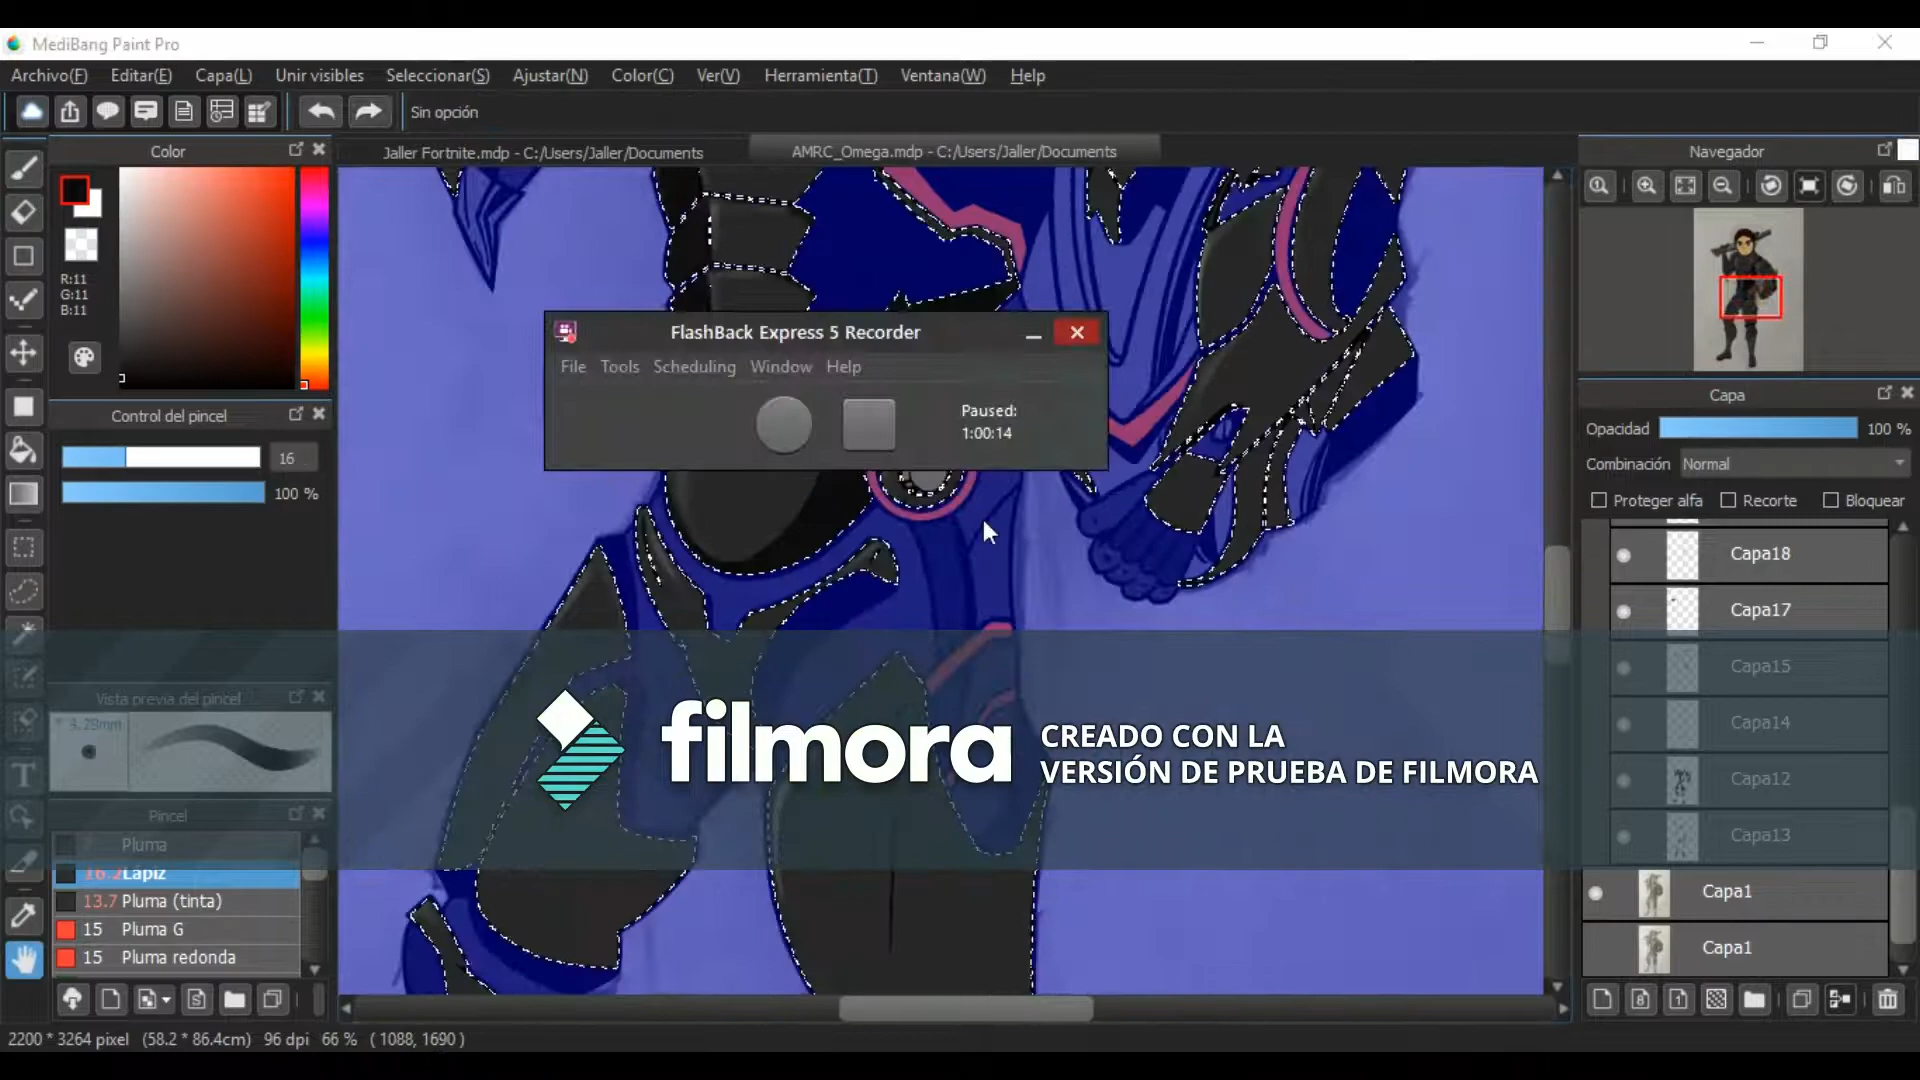 MediBang Paint Pro
Archivo(F) Editar(E) Capa(L) Unir visibles Seleccionar(S) Ajustar(N) Color(C) Ver(V) Herramienta(T) Ventana(W) Help
Sin opción
Color
Jaller Fortnite.mdp - C:/Users/Jaller/Documents
AMRC_Omega.mdp - C:/Users/Jaller/Documents
Navegador
R:11
G:11
B:11
FlashBack Express 5 Recorder
File Tools Scheduling Window Help
Paused:
1:00:14
Control del pincel
16
100 %
Capa
Opacidad 100 %
Combinación Normal
Proteger alfa Recorte Bloquear
Capa18
Capa17
Capa15
Capa14
Capa12
Capa13
Capa1
Capa1
Vista previa del pincel
4.29mm
filmora
CREADO CON LA
VERSIÓN DE PRUEBA DE FILMORA
Pincel
Pluma
16.2 Lápiz
13.7 Pluma (tinta)
15 Pluma G
15 Pluma redonda
2200 * 3264 pixel (58.2 * 86.4cm) 96 dpi 66 % ( 1088, 1690 )